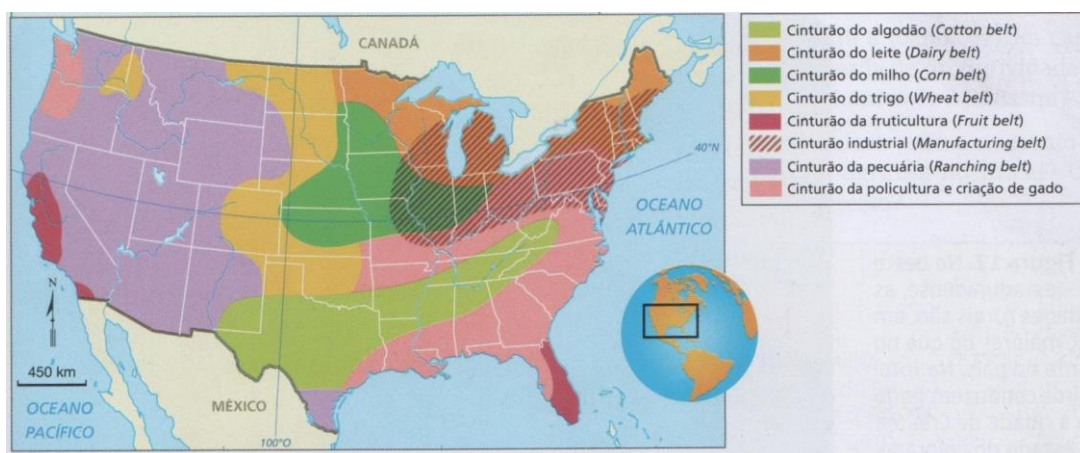 CANADÁ
40°N
OCEANO
ATLÂNTICO
N
450 km
OCEANO
PACÍFICO
MÉXICO
100°O
Cinturão do algodão (Cotton belt)
Cinturão do leite (Dairy belt)
Cinturão do milho (Corn belt)
Cinturão do trigo (Wheat belt)
Cinturão da fruticultura (Fruit belt)
Cinturão industrial (Manufacturing belt)
Cinturão da pecuária (Ranching belt)
Cinturão da policultura e criação de gado